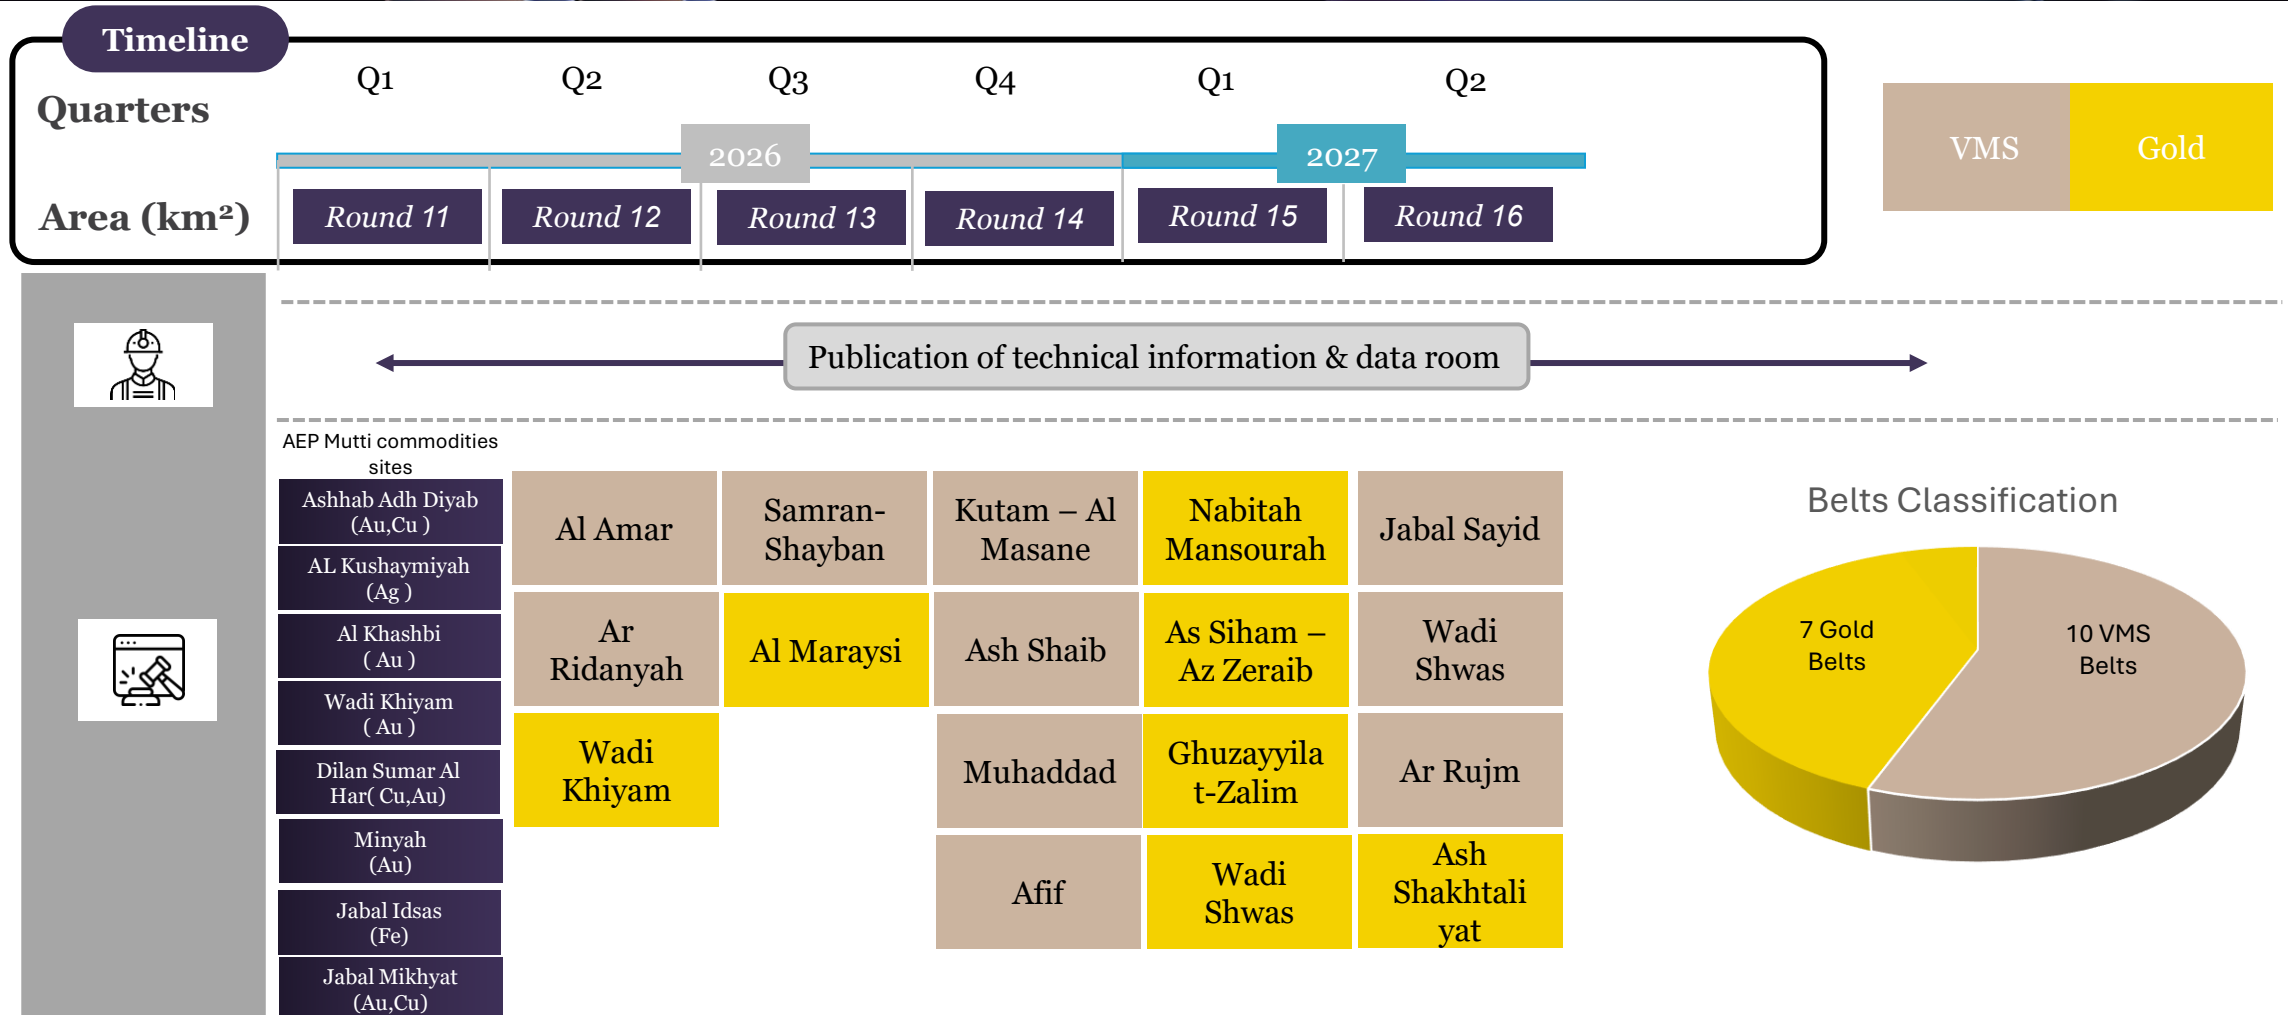 Timeline
Quarters
Q1
Q2
Q3
Q4
Q1
Q2
2026
2027
Area (km²)
Round 11
Round 12
Round 13
Round 14
Round 15
Round 16
VMS
Gold
Publication of technical information & data room
AEP Mutti commodities
sites
Ashhab Adh Diyab
(Au,Cu )
AL Kushaymiyah
(Ag )
Al Khashbi
( Au )
Wadi Khiyam
( Au )
Dilan Sumar Al
Har( Cu,Au)
Minyah
(Au)
Jabal Idsas
(Fe)
Jabal Mikhyat
(Au,Cu)
Al Amar
Ar
Ridanyah
Wadi
Khiyam
Samran-
Shayban
Al Maraysi
Kutam – Al
Masane
Ash Shaib
Muhaddad
Afif
Nabitah
Mansourah
As Siham –
Az Zeraib
Ghuzayyila
t-Zalim
Wadi
Shwas
Jabal Sayid
Wadi
Shwas
Ar Rujm
Ash
Shakhtali
yat
Belts Classification
7 Gold
Belts
10 VMS
Belts